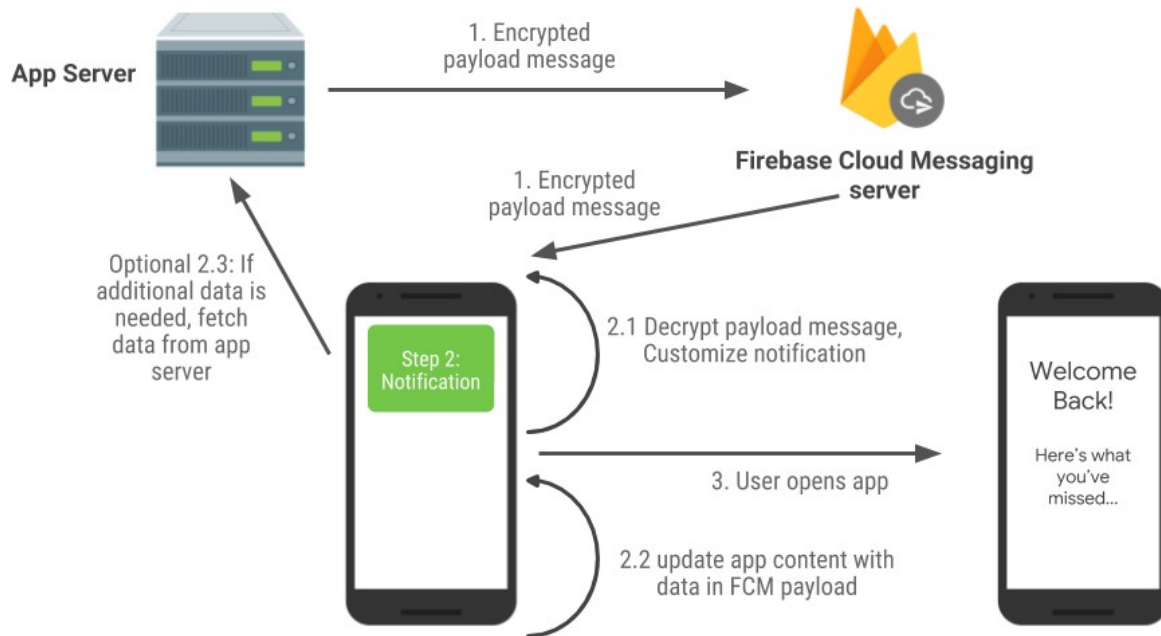 App Server
1. Encrypted
payload message
Firebase Cloud Messaging
server
1. Encrypted
payload message
Optional 2.3: If
additional data is
needed, fetch
data from app
server
Step 2:
Notification
2.1 Decrypt payload message,
Customize notification
3. User opens app
2.2 update app content with
data in FCM payload
Welcome
Back!
Here's what
you've
missed...